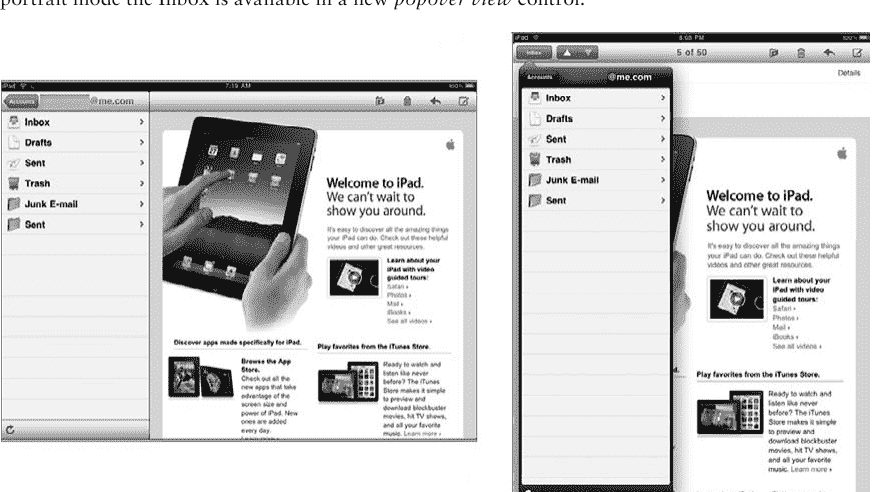 portrait mode the Inbox is available in a new popover view control.
iPad 7:19 AM 100%
Accounts @me.com
Inbox
Drafts
Sent
Trash
Junk E-mail
Sent
Welcome to iPad.
We can't wait to
show you around.
It's easy to discover all the amazing things
your iPad can do. Check out these helpful
videos and other great resources.
Learn about your
iPad with video
guided tours:
Safari ›
Photos ›
Mail ›
iBooks ›
See all videos ›
Discover apps made specifically for iPad.
Browse the App
Store.
Check out all the
new apps that take
advantage of the
screen size and
power of iPad. New
ones are added
every day.
Learn more ›
Play favorites from the iTunes Store.
Ready to watch and
listen like never
before? The iTunes
Store makes it simple
to preview and
download blockbuster
movies, hit TV shows,
and all your favorite
music. Learn more ›
iPad PM 100%
Inbox 5 of 50
Details
Accounts @me.com
Inbox
Drafts
Sent
Trash
Junk E-mail
Sent
Welcome to iPad.
We can't wait to
show you around.
It's easy to discover all the amazing things
your iPad can do. Check out these helpful
videos and other great resources.
Learn about your
iPad with video
guided tours:
Safari ›
Photos ›
Mail ›
iBooks ›
See all videos ›
Play favorites from the iTunes Store.
Ready to watch and
listen like never
before? The iTunes
Store makes it simple
to preview and
download blockbuster
movies, hit TV shows,
and all your favorite
music. Learn more ›